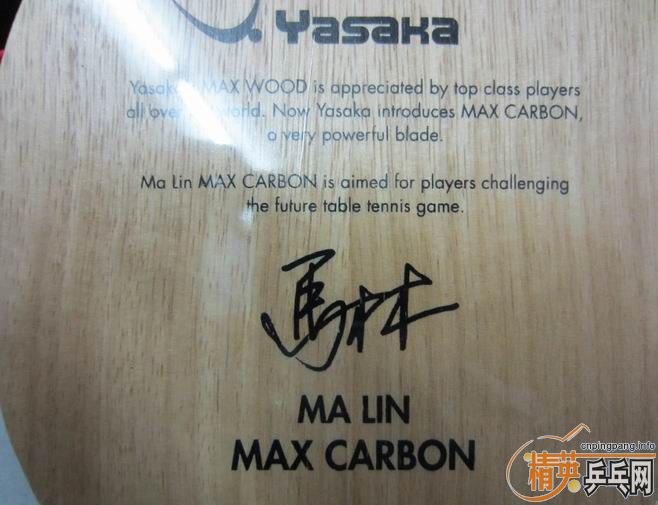 Yasaka
Yasaka MAX WOOD is appreciated by top class players
all over world. Now Yasaka introduces MAX CARBON,
a very powerful blade.
Ma Lin MAX CARBON is aimed for players challenging
the future table tennis game.
馬林
MA LIN
MAX CARBON
cnpingpang.info
精英乒乓网